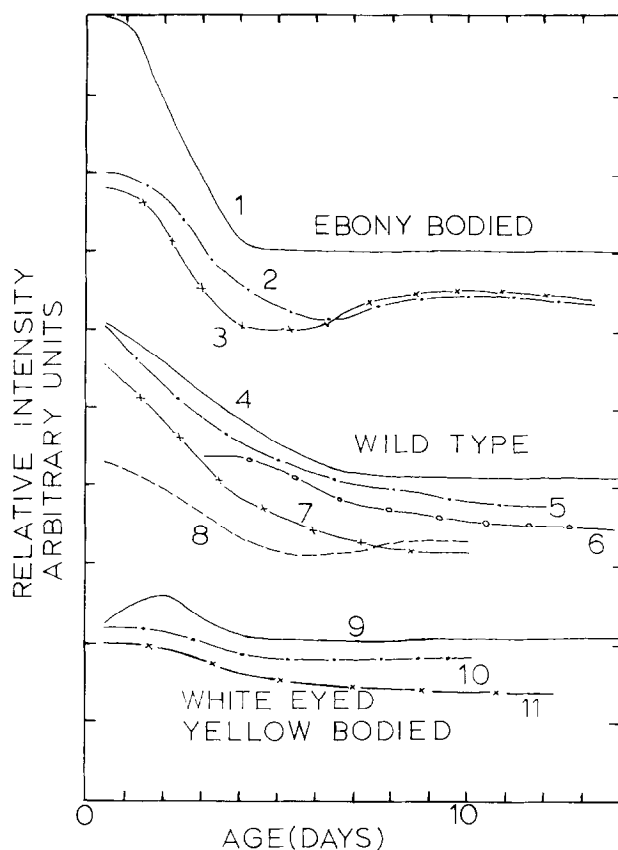 1
EBONY BODIED
2
3
4
WILD TYPE
5
6
7
8
9
10
11
WHITE EYED
YELLOW BODIED
RELATIVE INTENSITY
ARBITRARY UNITS
0
10
AGE(DAYS)